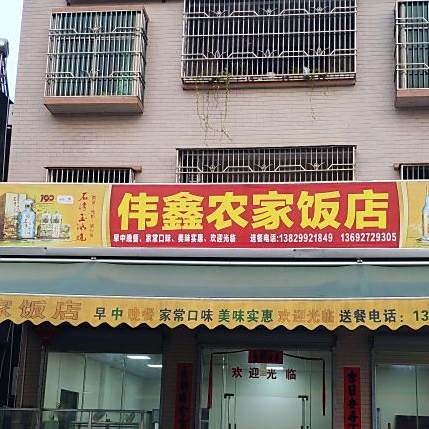 伟鑫农家饭店
早中晚餐、家常口味、美味实惠、欢迎光临 送餐电话:13829921849 13692729305
家饭店 早中晚餐 家常口味 美味实惠 欢迎光临 送餐电话：13
欢迎光临